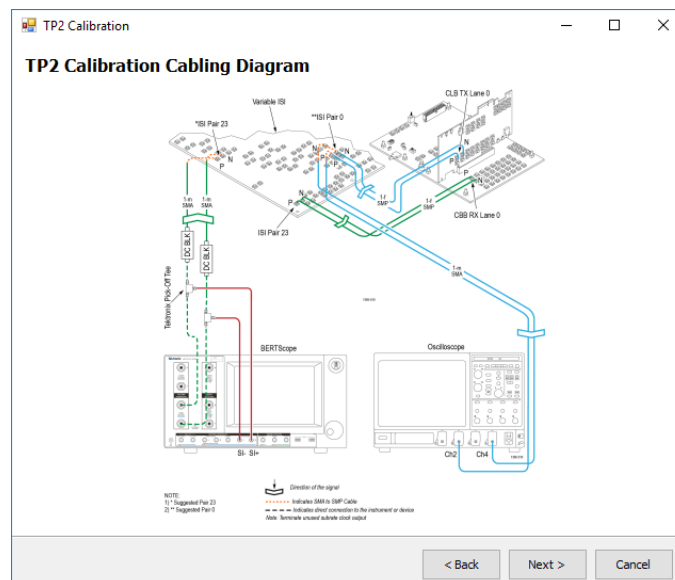 TP2 Calibration
TP2 Calibration Cabling Diagram
CLB TX Lane 0
Variable ISI
**ISI Pair 0
*ISI Pair 23
N
P
N
P
P
N
P
N
P
N
P
N
1-m
SMA
1-m
SMA
1-f
SMP
1-f
SMP
ISI Pair 23
CBB RX Lane 0
DC BLK
DC BLK
1-m
SMA
Tektronix Pick-Off Tee
BERTScope
Oscilloscope
SI- SI+
Ch2 Ch4
Direction of the signal
NOTE
1) * Suggested Pair 23
2) ** Suggested Pair 0
Indicates SMA to SMP Cable
Indicates direct connection to the instrument or device
Note. Terminate unused subrate clock output
< Back
Next >
Cancel